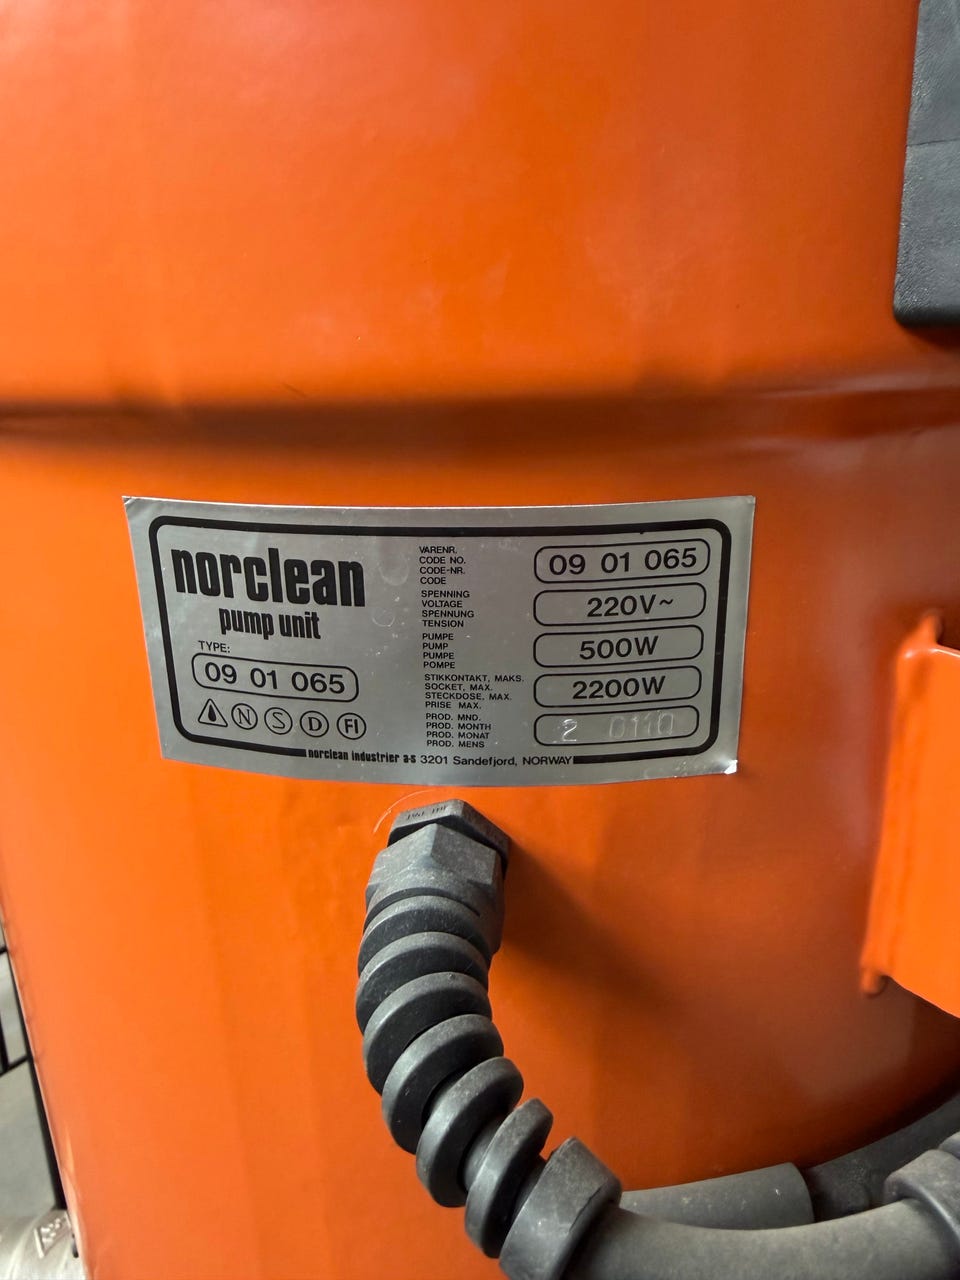 norclean
pump unit
TYPE:
09 01 065
N S D FI
VARENR.
CODE NO.
CODE-NR.
CODE
09 01 065
SPENNING
VOLTAGE
SPENNUNG
TENSION
220V~
PUMPE
PUMP
PUMPE
POMPE
500W
STIKKONTAKT, MAKS.
SOCKET, MAX.
STECKDOSE, MAX.
PRISE MAX.
2200W
PROD. MND.
PROD. MONTH
PROD. MONAT
PROD. MENS
2 0110
norclean industrier a-s 3201 Sandefjord, NORWAY